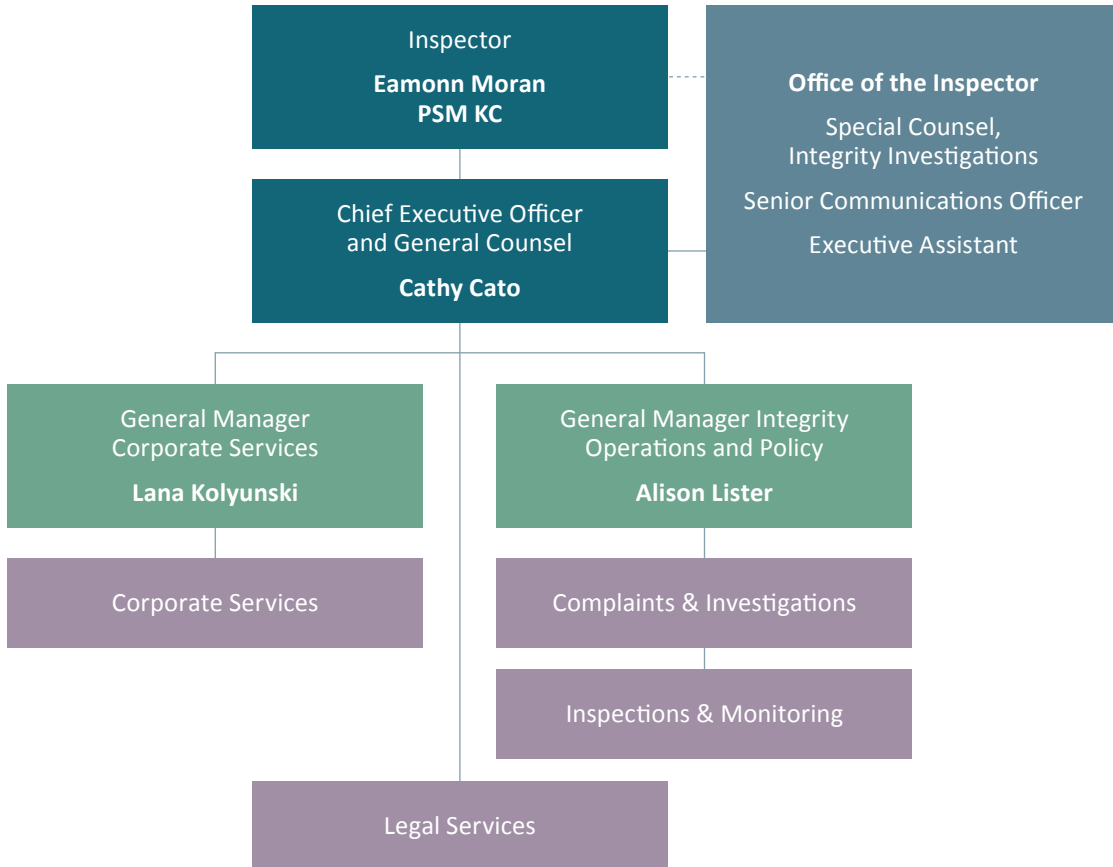 Inspector
Eamonn Moran
PSM KC
Office of the Inspector
Special Counsel,
Integrity Investigations
Senior Communications Officer
Executive Assistant
Chief Executive Officer
and General Counsel
Cathy Cato
General Manager
Corporate Services
Lana Kolyunski
General Manager Integrity
Operations and Policy
Alison Lister
Corporate Services
Complaints & Investigations
Inspections & Monitoring
Legal Services